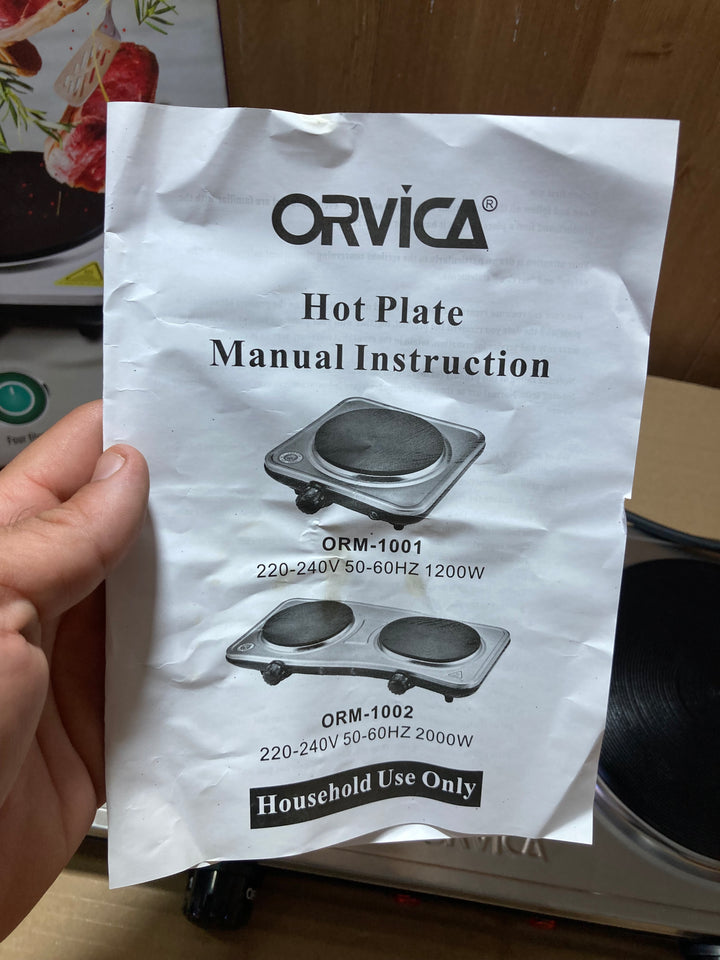 ORVICA®
Hot Plate
Manual Instruction
ORM-1001
220-240V 50-60HZ 1200W
ORM-1002
220-240V 50-60HZ 2000W
Household Use Only